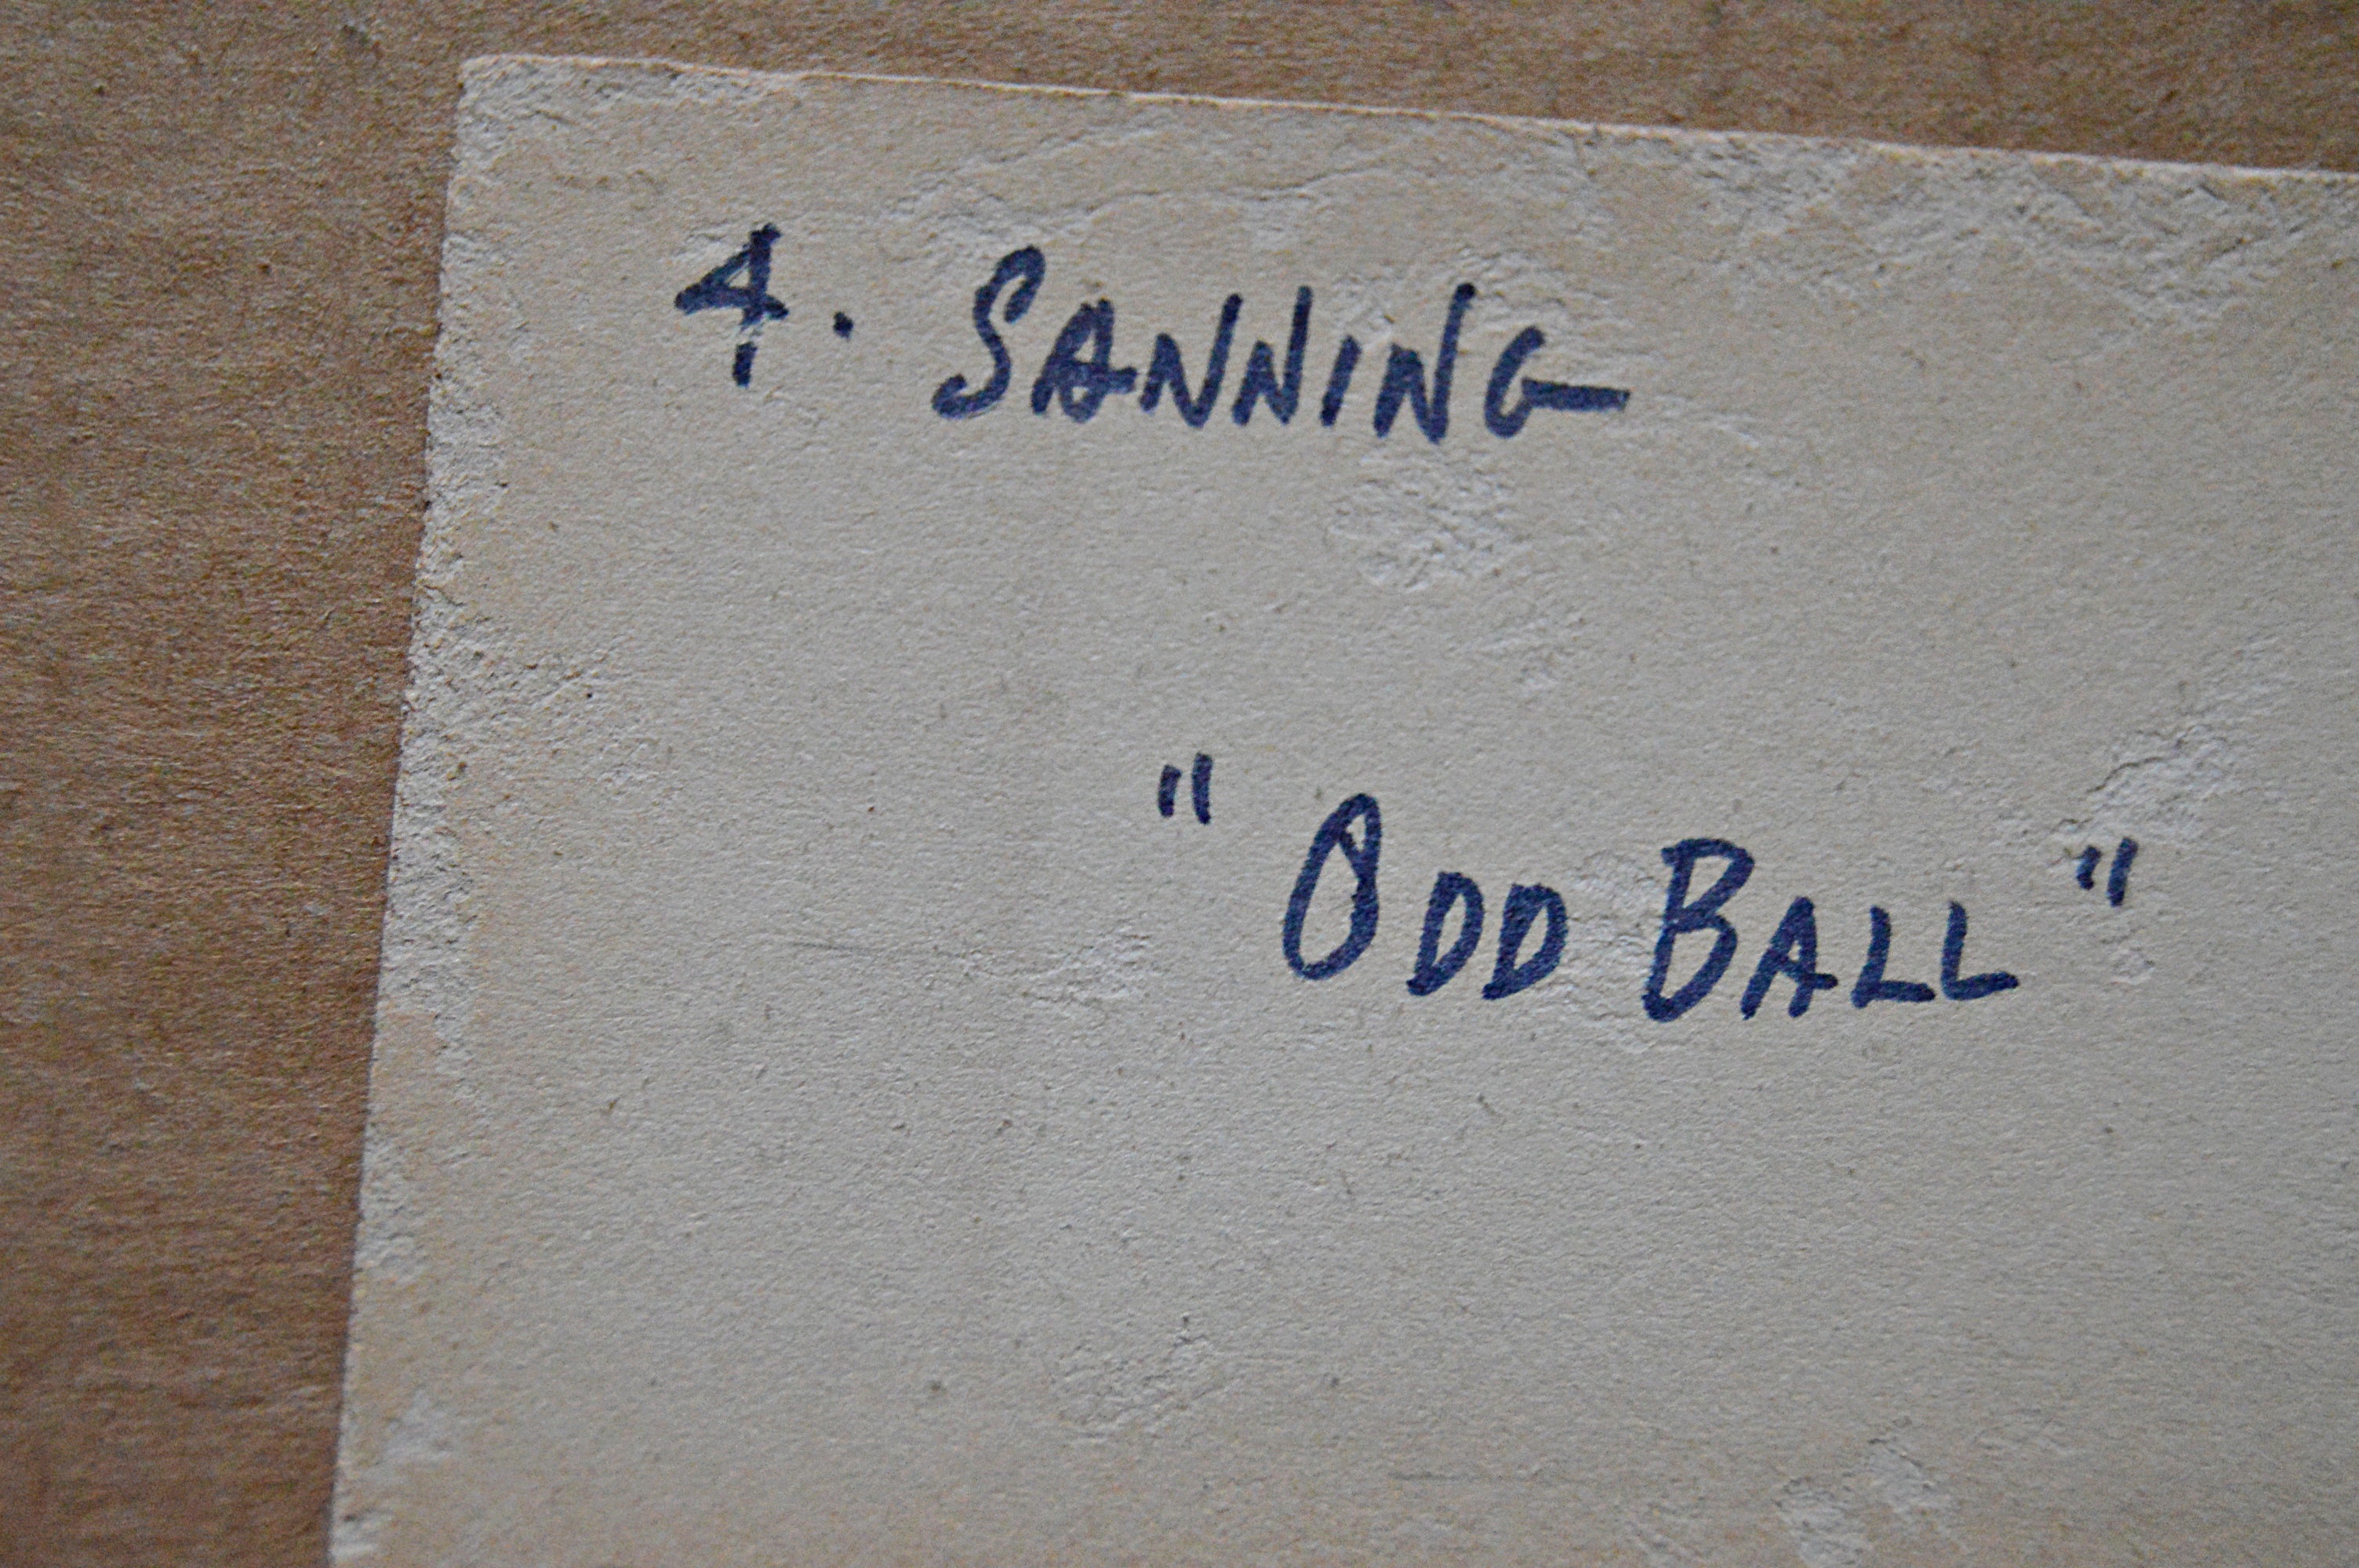 4. SANNING
"ODD BALL"